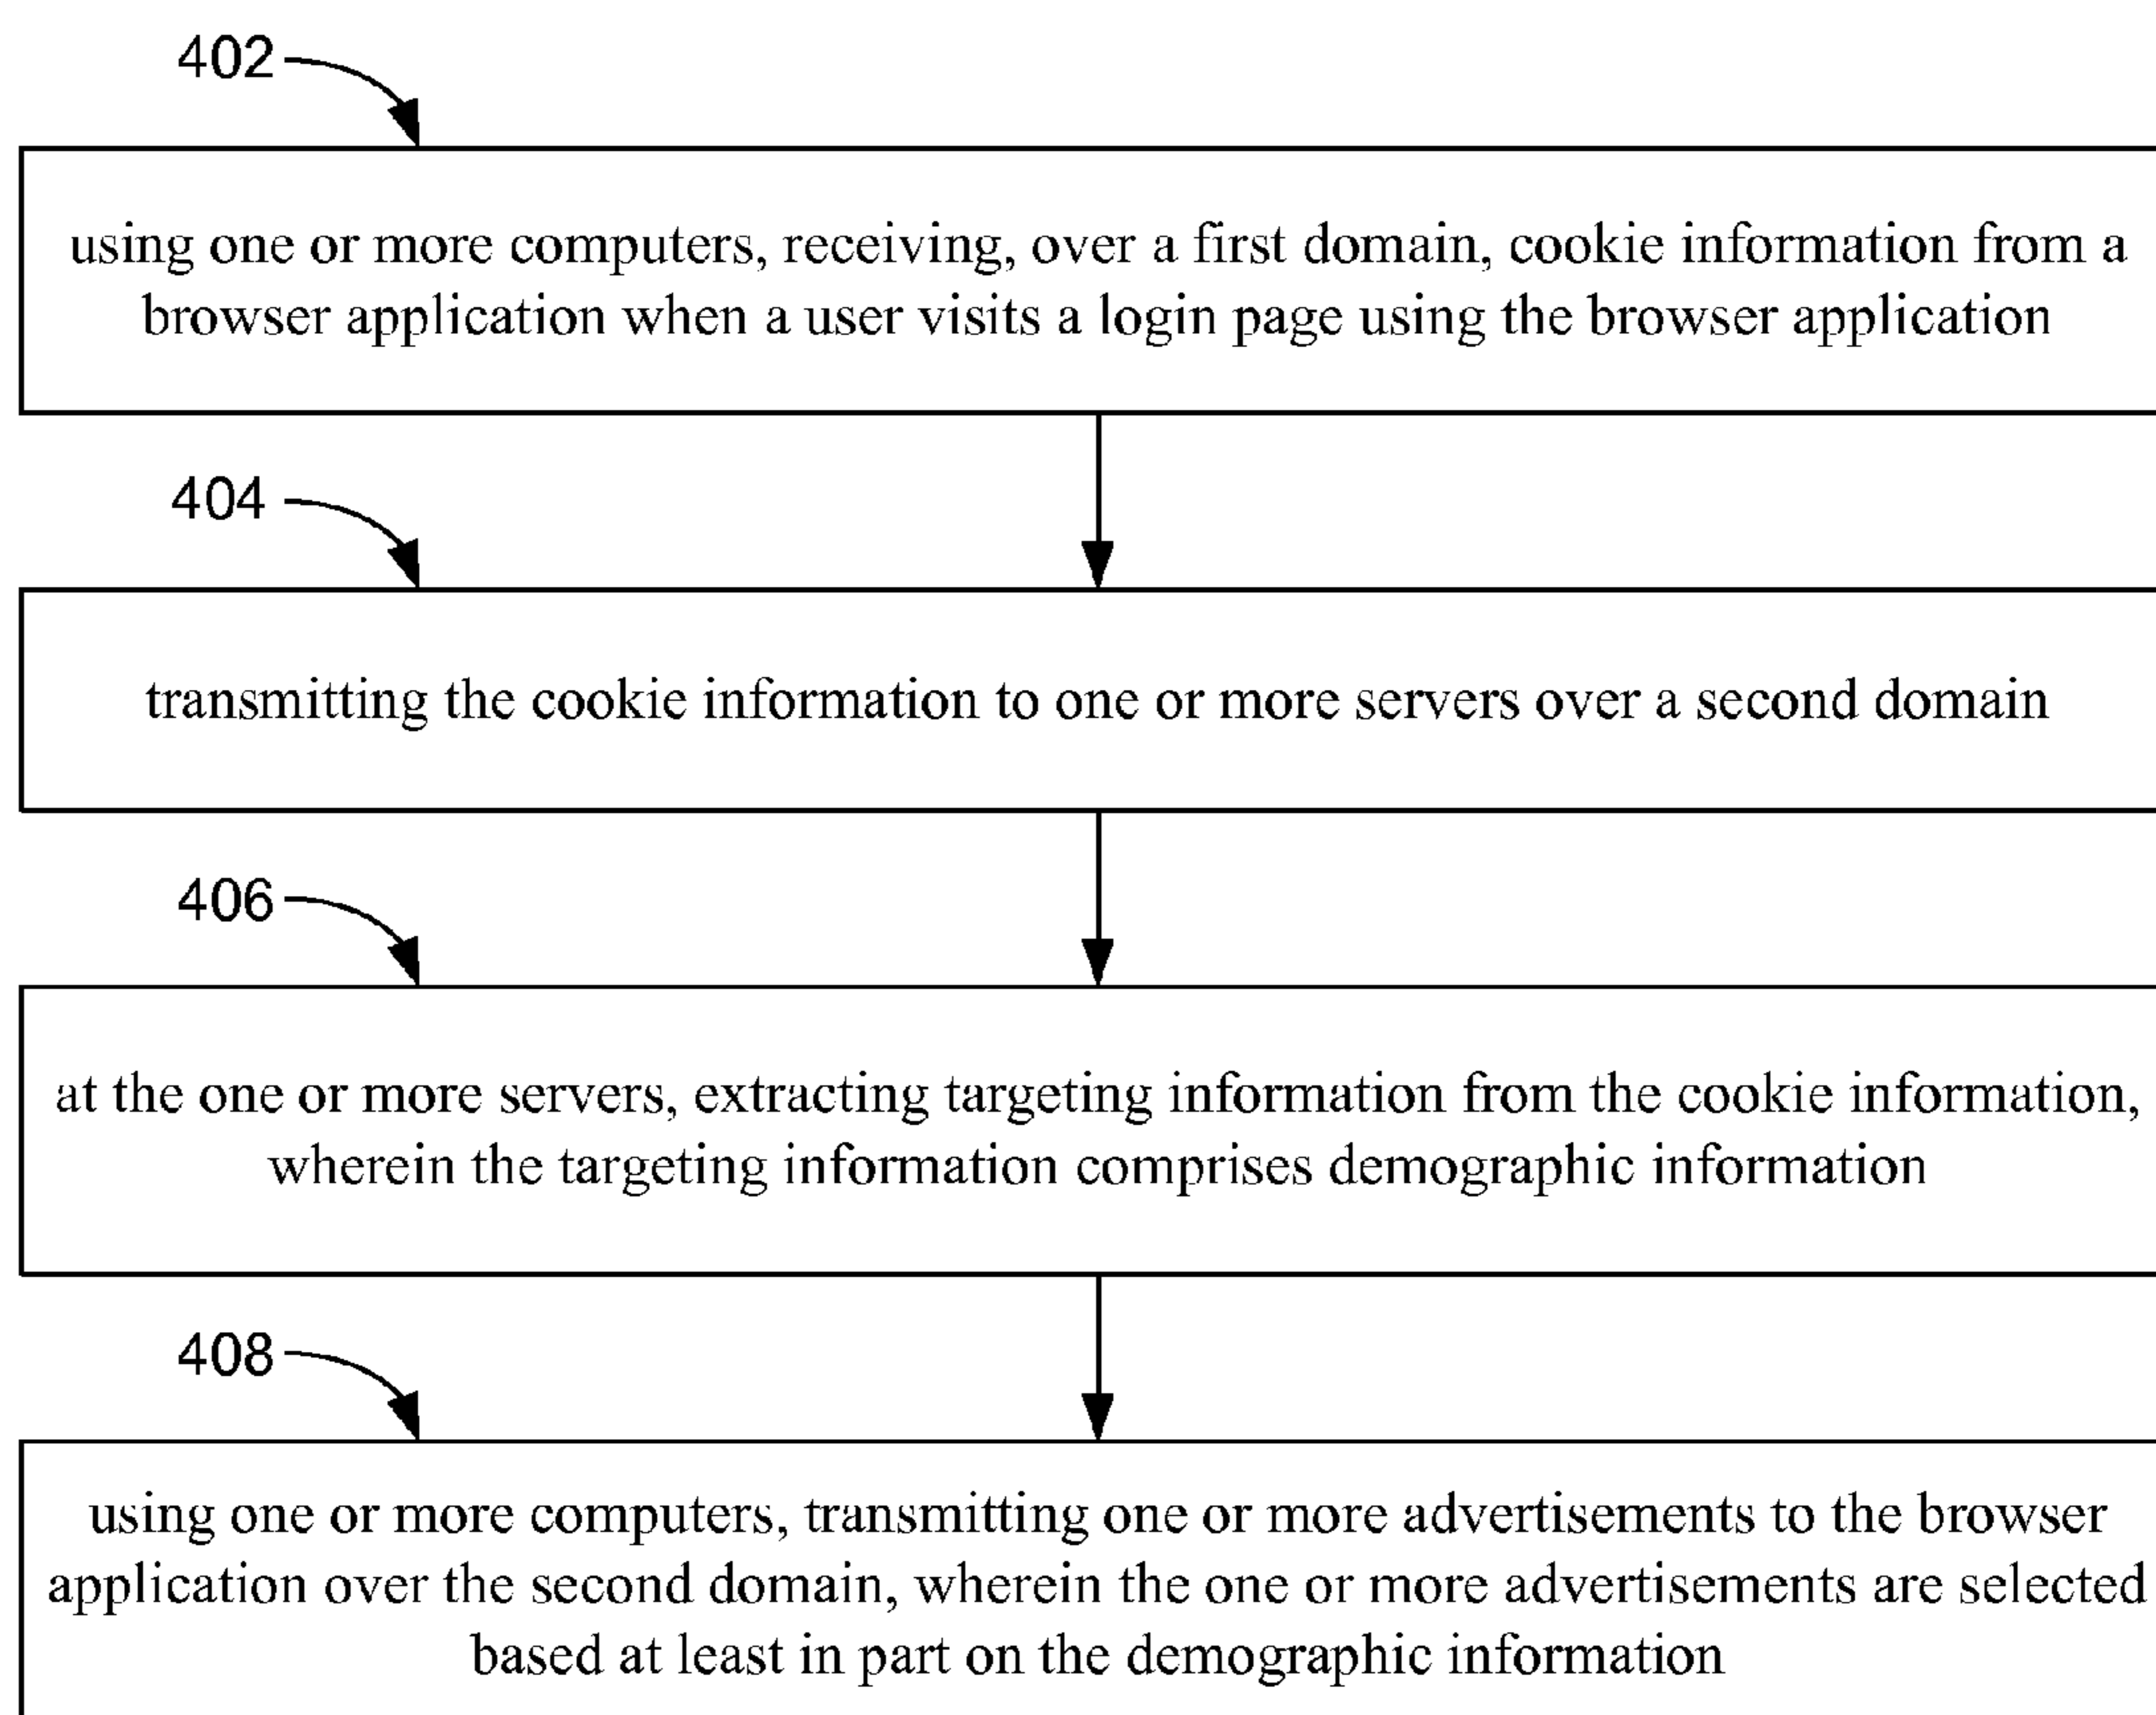 402
using one or more computers, receiving, over a first domain, cookie information from a
browser application when a user visits a login page using the browser application
404
transmitting the cookie information to one or more servers over a second domain
406
at the one or more servers, extracting targeting information from the cookie information,
wherein the targeting information comprises demographic information
408
using one or more computers, transmitting one or more advertisements to the browser
application over the second domain, wherein the one or more advertisements are selected
based at least in part on the demographic information